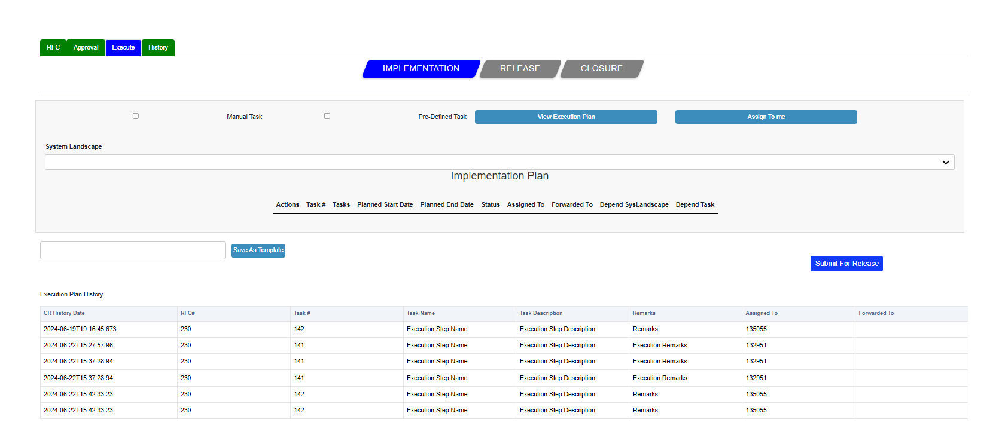 RFC Approval Execute History
IMPLEMENTATION RELEASE CLOSURE
Manual Task Pre-Defined Task View Execution Plan Assign To me
System Landscape
Implementation Plan
Actions Task # Tasks Planned Start Date Planned End Date Status Assigned To Forwarded To Depend SysLandscape Depend Task
Save As Template
Submit For Release
Execution Plan History
CR History Date RFC# Task # Task Name Task Description Remarks Assigned To Forwarded To
2024-06-19T19:16:45.673 230 142 Execution Step Name Execution Step Description Remarks 135055
2024-06-22T15:27:57.96 230 141 Execution Step Name Execution Step Description. Execution Remarks. 132951
2024-06-22T15:37:28.94 230 141 Execution Step Name Execution Step Description. Execution Remarks. 132951
2024-06-22T15:37:28.94 230 141 Execution Step Name Execution Step Description. Execution Remarks. 132951
2024-06-22T15:42:33.23 230 142 Execution Step Name Execution Step Description Remarks 135055
2024-06-22T15:42:33.23 230 142 Execution Step Name Execution Step Description Remarks 135055